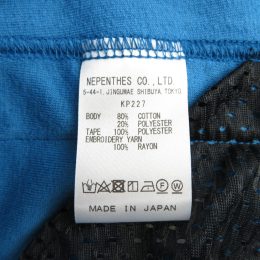 NEPENTHES CO., LTD.
5-44-1, JINGUMAE SHIBUYA TOKYO
KP227
BODY 80% COTTON
20% POLYESTER
TAPE 100% POLYESTER
EMBROIDERY YARN
100% RAYON
MADE IN JAPAN